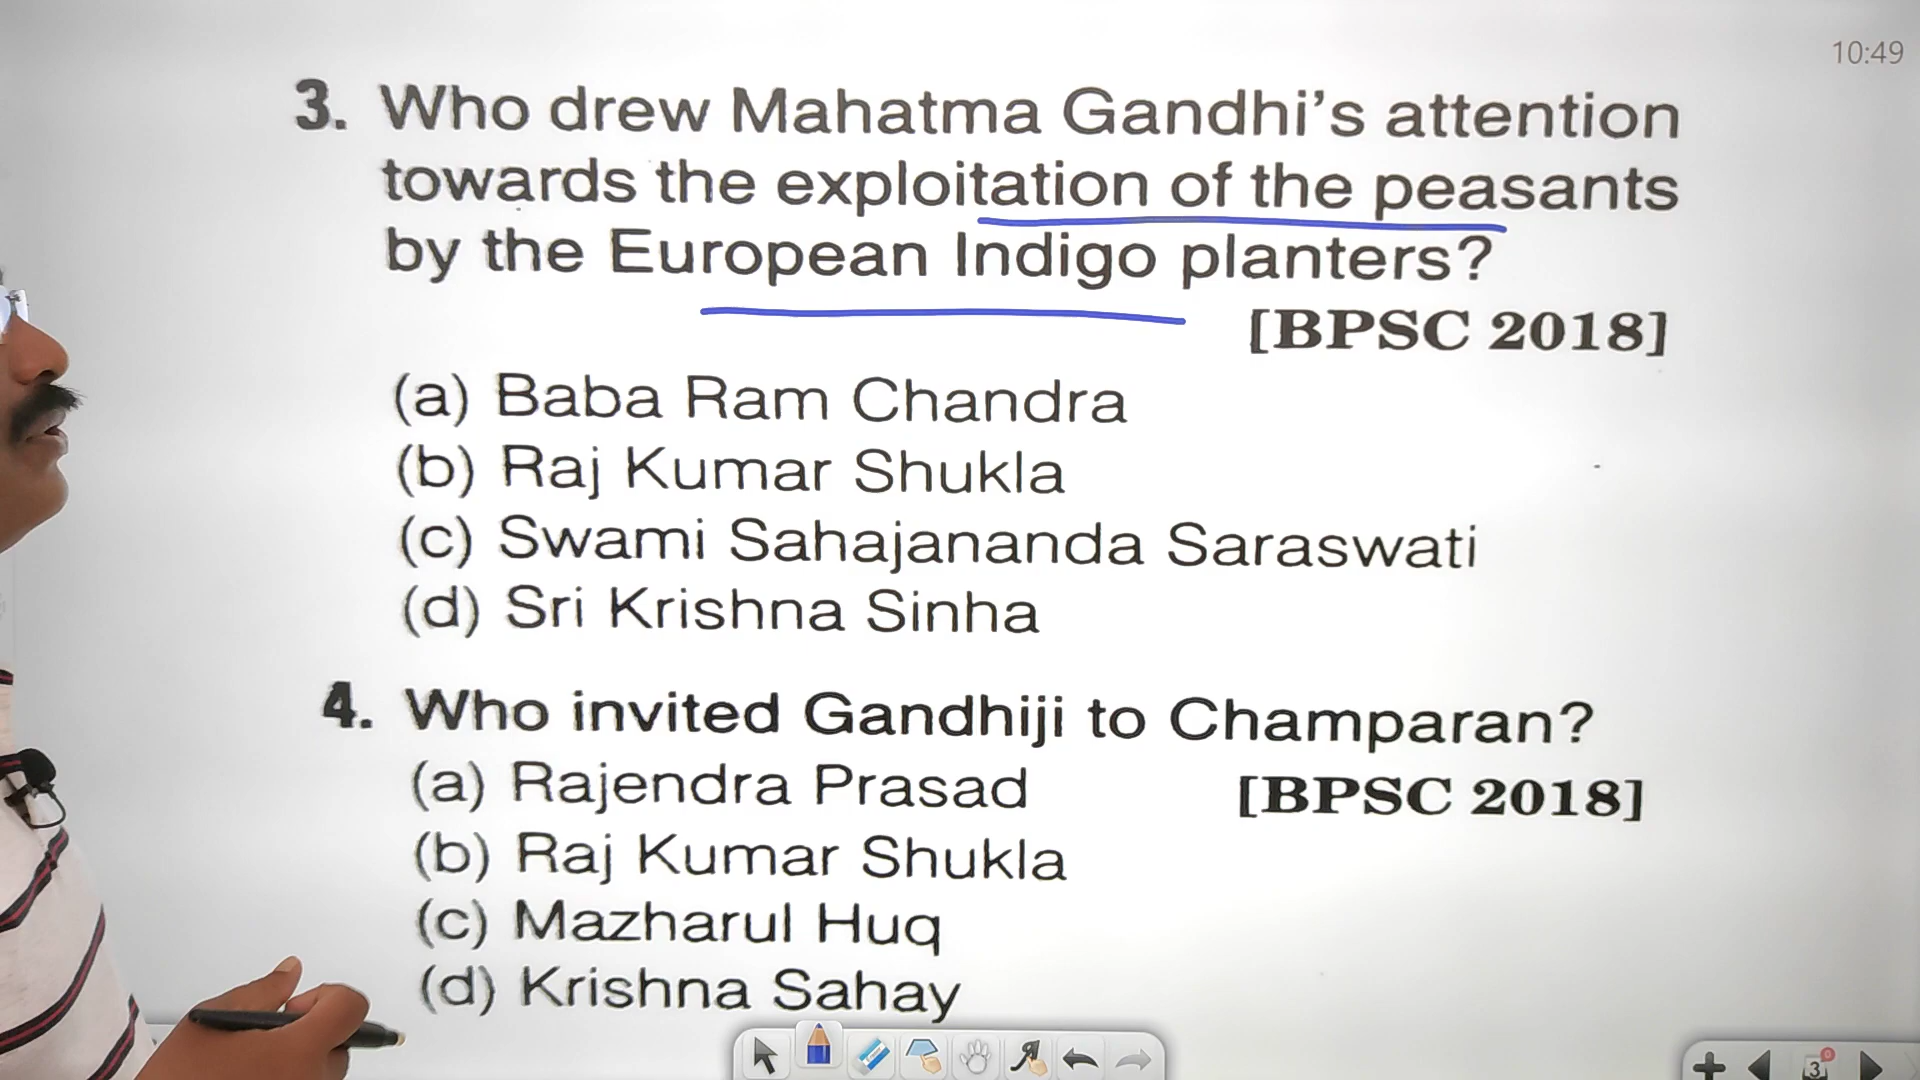 10:49
3. Who drew Mahatma Gandhi's attention
towards the exploitation of the peasants
by the European Indigo planters?
[BPSC 2018]
(a) Baba Ram Chandra
(b) Raj Kumar Shukla
(c) Swami Sahajananda Saraswati
(d) Sri Krishna Sinha
4. Who invited Gandhiji to Champaran?
(a) Rajendra Prasad [BPSC 2018]
(b) Raj Kumar Shukla
(c) Mazharul Huq
(d) Krishna Sahay
3
0